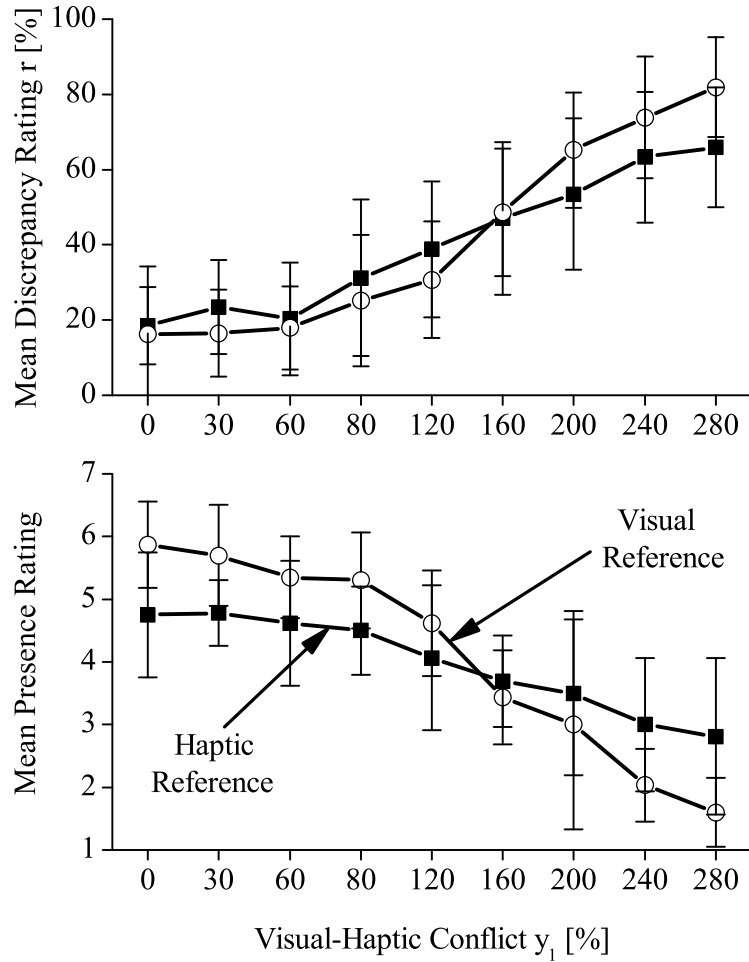 Mean Discrepancy Rating r [%]
100
80
60
40
20
0
0 30 60 80 120 160 200 240 280
Mean Presence Rating
7
6
5
4
3
2
1
Visual
Reference
Haptic
Reference
0 30 60 80 120 160 200 240 280
Visual-Haptic Conflict y₁ [%]